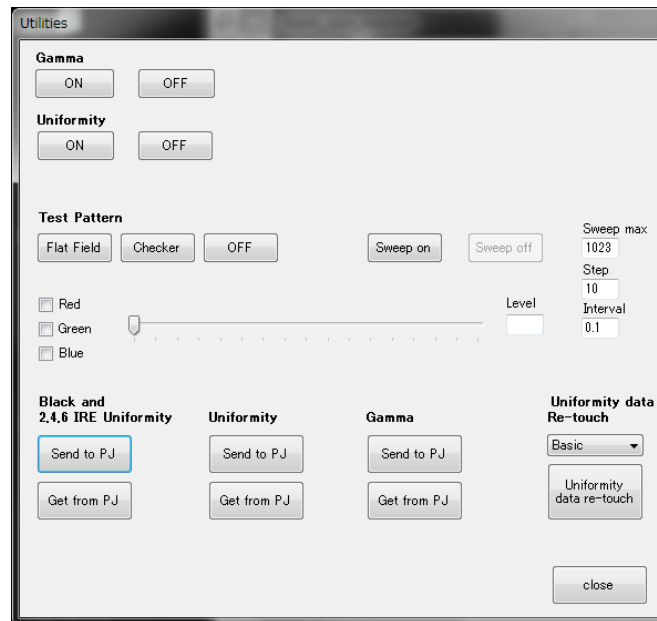 Utilities
Gamma
ON OFF
Uniformity
ON OFF
Test Pattern
Flat Field Checker OFF Sweep on Sweep off
Sweep max
1023
Step
10
Interval
0.1
Red
Green
Blue
Level
Black and
2.4.6 IRE Uniformity
Uniformity
Gamma
Uniformity data
Re-touch
Send to PJ Send to PJ Send to PJ Basic
Get from PJ Get from PJ Get from PJ
Uniformity
data re-touch
close